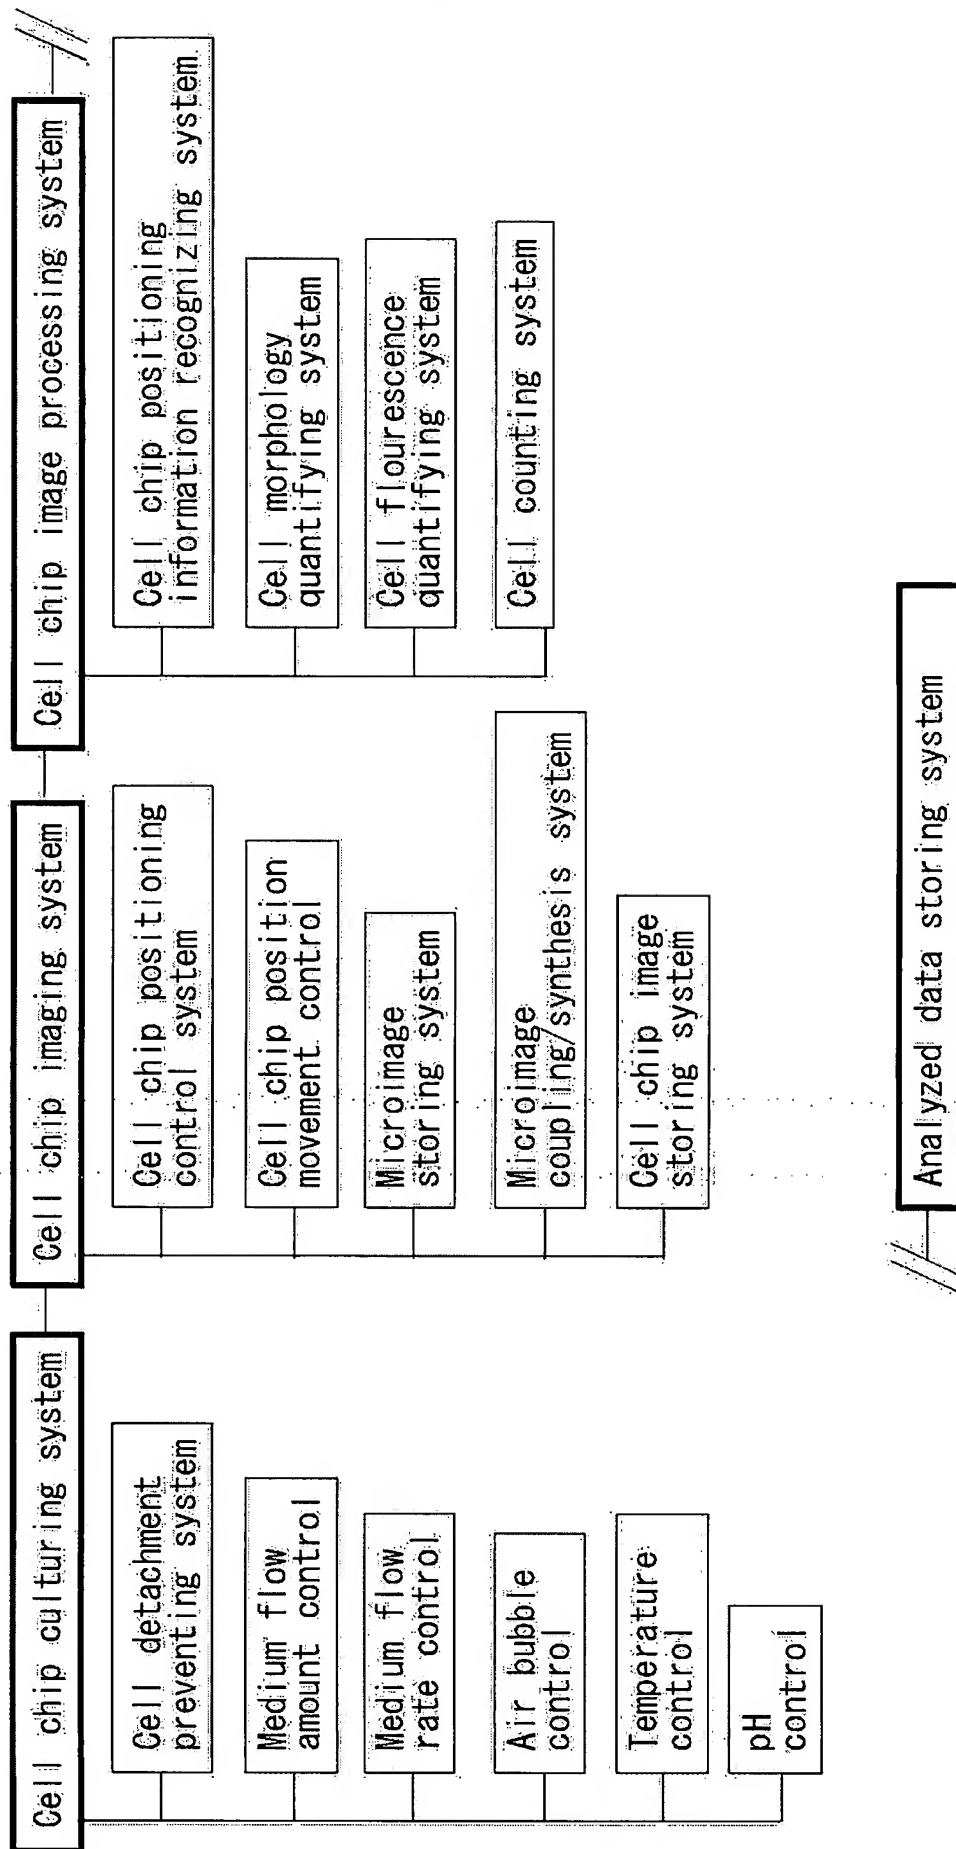 Cell chip culturing system
Cell detachment
preventing system
Medium flow
amount control
Medium flow
rate control
Air bubble
control
Temperature
control
pH
control
Cell chip imaging system
Cell chip positioning
control system
Cell chip position
movement control
Microimage
storing system
Microimage
coupling/synthesis system
Cell chip image
storing system
Cell chip image processing system
Cell chip positioning
information recognizing system
Cell morphology
quantifying system
Cell flourescence
quantifying system
Cell counting system
Analyzed data storing system